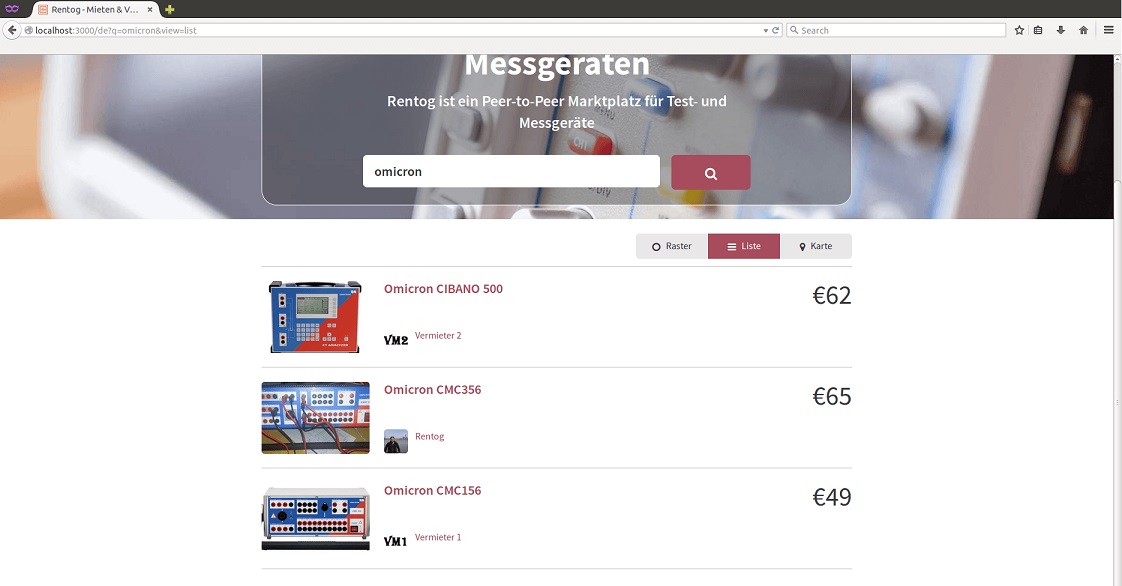 Rentog - Mieten & V...
localhost:3000/de?q=omicron&view=list
Search
Messgeräten
Rentog ist ein Peer-to-Peer Marktplatz für Test- und
Messgeräte
omicron
Raster
Liste
Karte
Omicron CIBANO 500
€62
VM2
Vermieter 2
Omicron CMC356
€65
Rentog
Omicron CMC156
€49
VM1
Vermieter 1